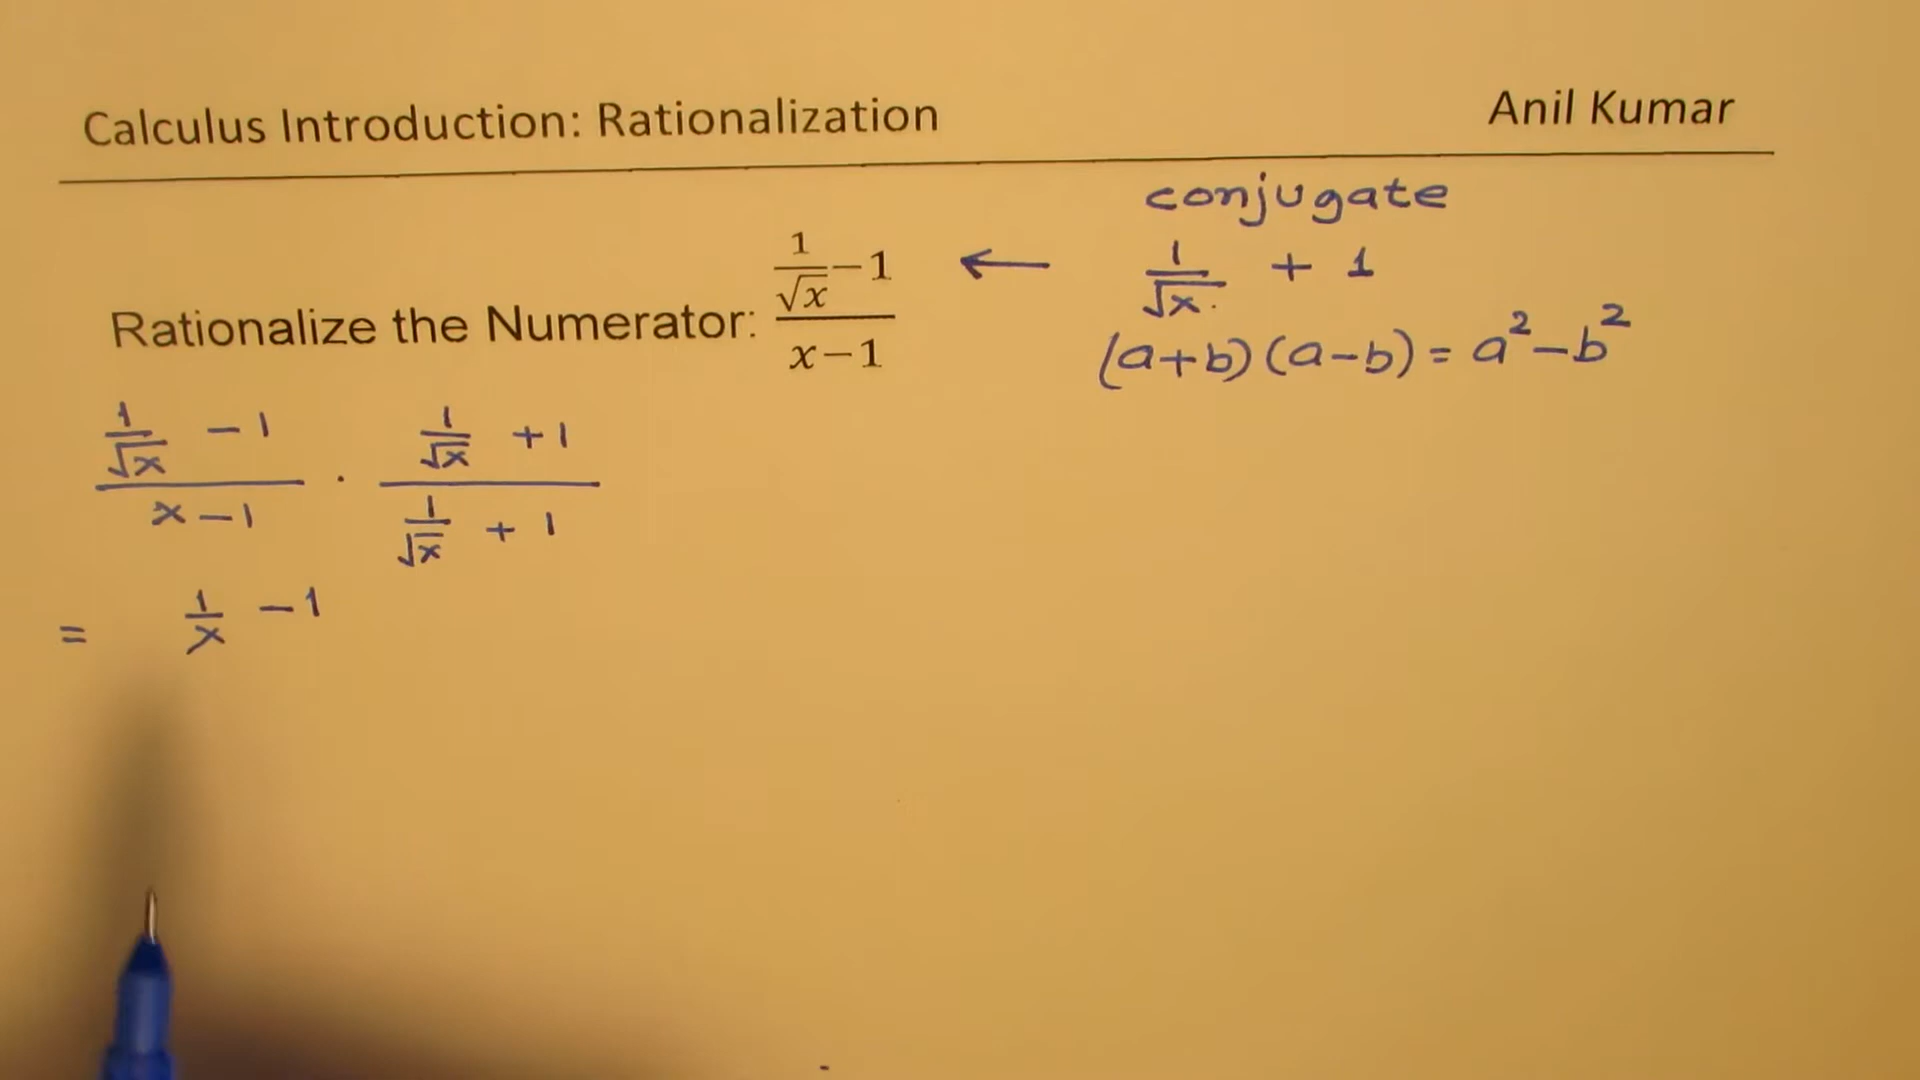 Calculus Introduction: Rationalization Anil Kumar
conjugate
Rationalize the Numerator: (1/√x − 1)/(x − 1) ← 1/√x + 1
(a+b)(a−b) = a² − b²
(1/√x − 1)/(x − 1) · (1/√x + 1)/(1/√x + 1)
= 1/x − 1